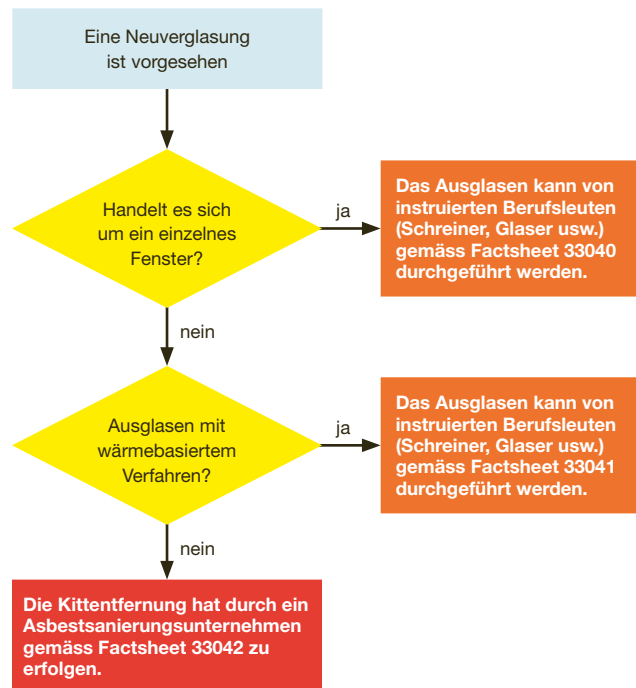 Eine Neuverglasung
ist vorgesehen
Handelt es sich
um ein einzelnes
Fenster?
ja
Das Ausglasen kann von
instruierten Berufsleuten
(Schreiner, Glaser usw.)
gemäss Factsheet 33040
durchgeführt werden.
nein
Ausglasen mit
wärmebasiertem
Verfahren?
ja
Das Ausglasen kann von
instruierten Berufsleuten
(Schreiner, Glaser usw.)
gemäss Factsheet 33041
durchgeführt werden.
nein
Die Kittentfernung hat durch ein
Asbestsanierungsunternehmen
gemäss Factsheet 33042 zu
erfolgen.